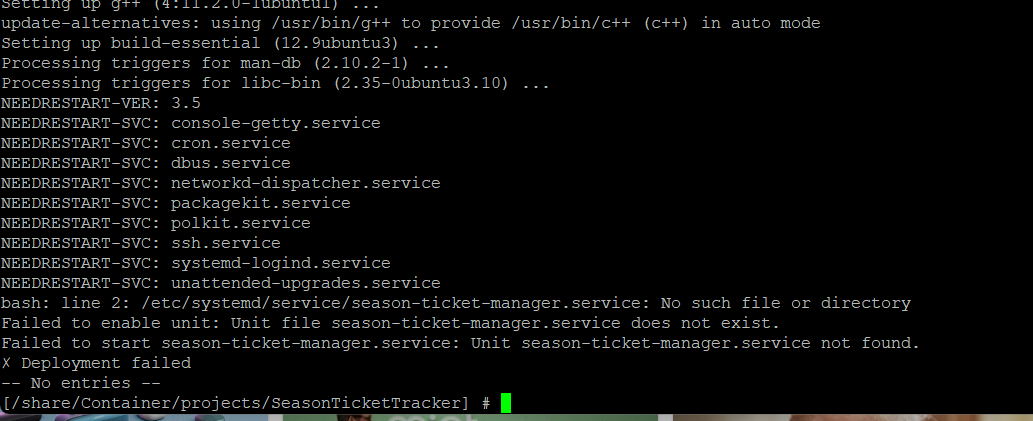 Setting up g++ (4:11.2.0-1ubuntu1) ...
update-alternatives: using /usr/bin/g++ to provide /usr/bin/c++ (c++) in auto mode
Setting up build-essential (12.9ubuntu3) ...
Processing triggers for man-db (2.10.2-1) ...
Processing triggers for libc-bin (2.35-0ubuntu3.10) ...
NEEDRESTART-VER: 3.5
NEEDRESTART-SVC: console-getty.service
NEEDRESTART-SVC: cron.service
NEEDRESTART-SVC: dbus.service
NEEDRESTART-SVC: networkd-dispatcher.service
NEEDRESTART-SVC: packagekit.service
NEEDRESTART-SVC: polkit.service
NEEDRESTART-SVC: ssh.service
NEEDRESTART-SVC: systemd-logind.service
NEEDRESTART-SVC: unattended-upgrades.service
bash: line 2: /etc/systemd/service/season-ticket-manager.service: No such file or directory
Failed to enable unit: Unit file season-ticket-manager.service does not exist.
Failed to start season-ticket-manager.service: Unit season-ticket-manager.service not found.
✗ Deployment failed
-- No entries --
[/share/Container/projects/SeasonTicketTracker] #